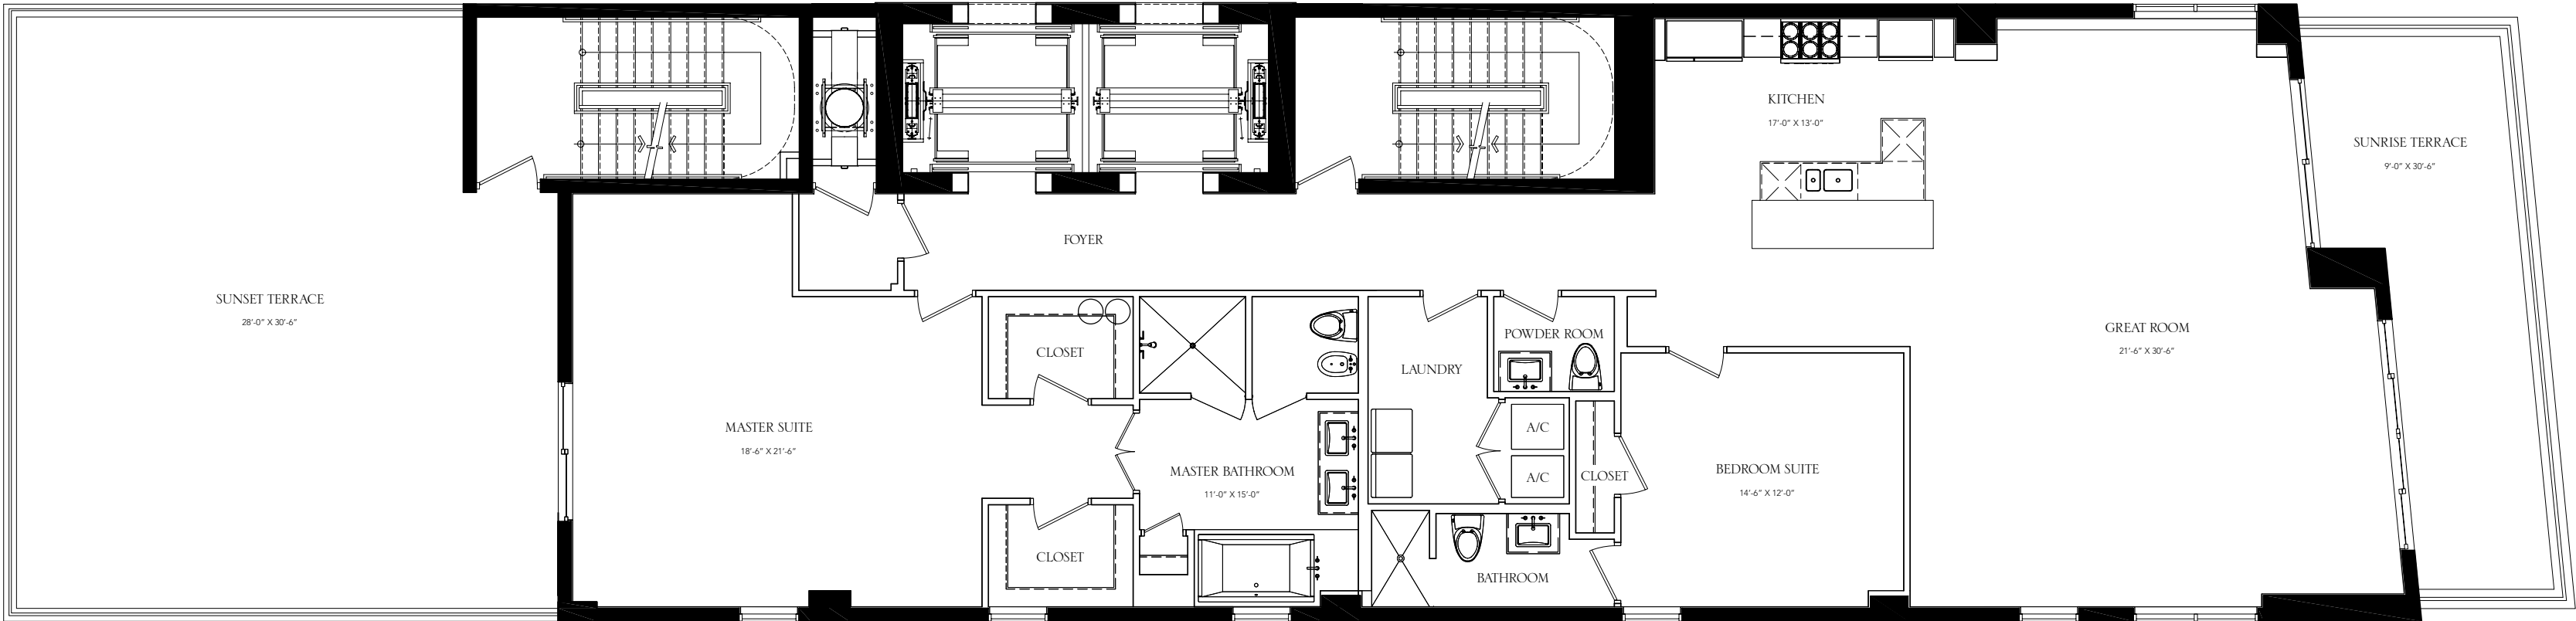 KITCHEN
17'-0" X 13'-0"
SUNRISE TERRACE
9'-0" X 30'-6"
FOYER
SUNSET TERRACE
28'-0" X 30'-6"
GREAT ROOM
21'-6" X 30'-6"
POWDER ROOM
CLOSET
LAUNDRY
MASTER SUITE
18'-6" X 21'-6"
A/C
MASTER BATHROOM
11'-0" X 15'-0"
A/C
CLOSET
BEDROOM SUITE
14'-6" X 12'-0"
CLOSET
BATHROOM